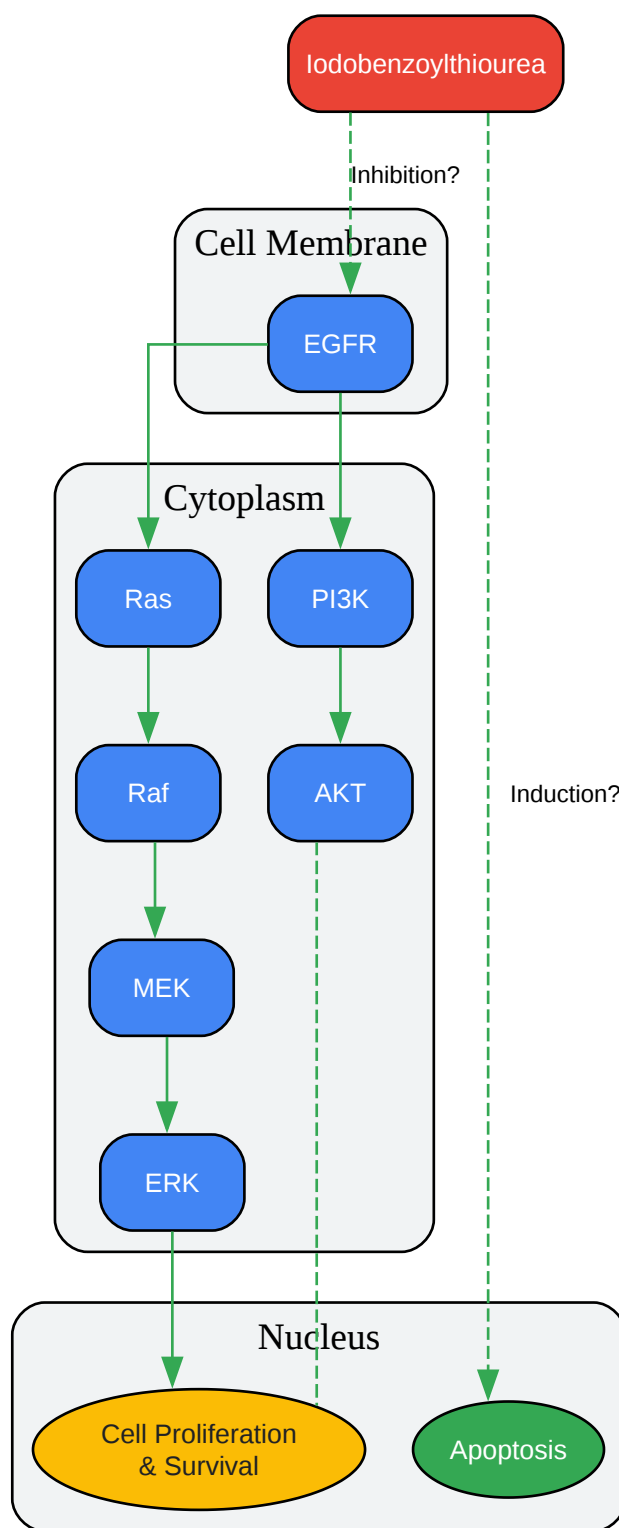 Iodobenzoylthiourea
Inhibition?
Cell Membrane
EGFR
Cytoplasm
Ras
PI3K
Raf
AKT
Induction?
MEK
ERK
Nucleus
Cell Proliferation
& Survival
Apoptosis